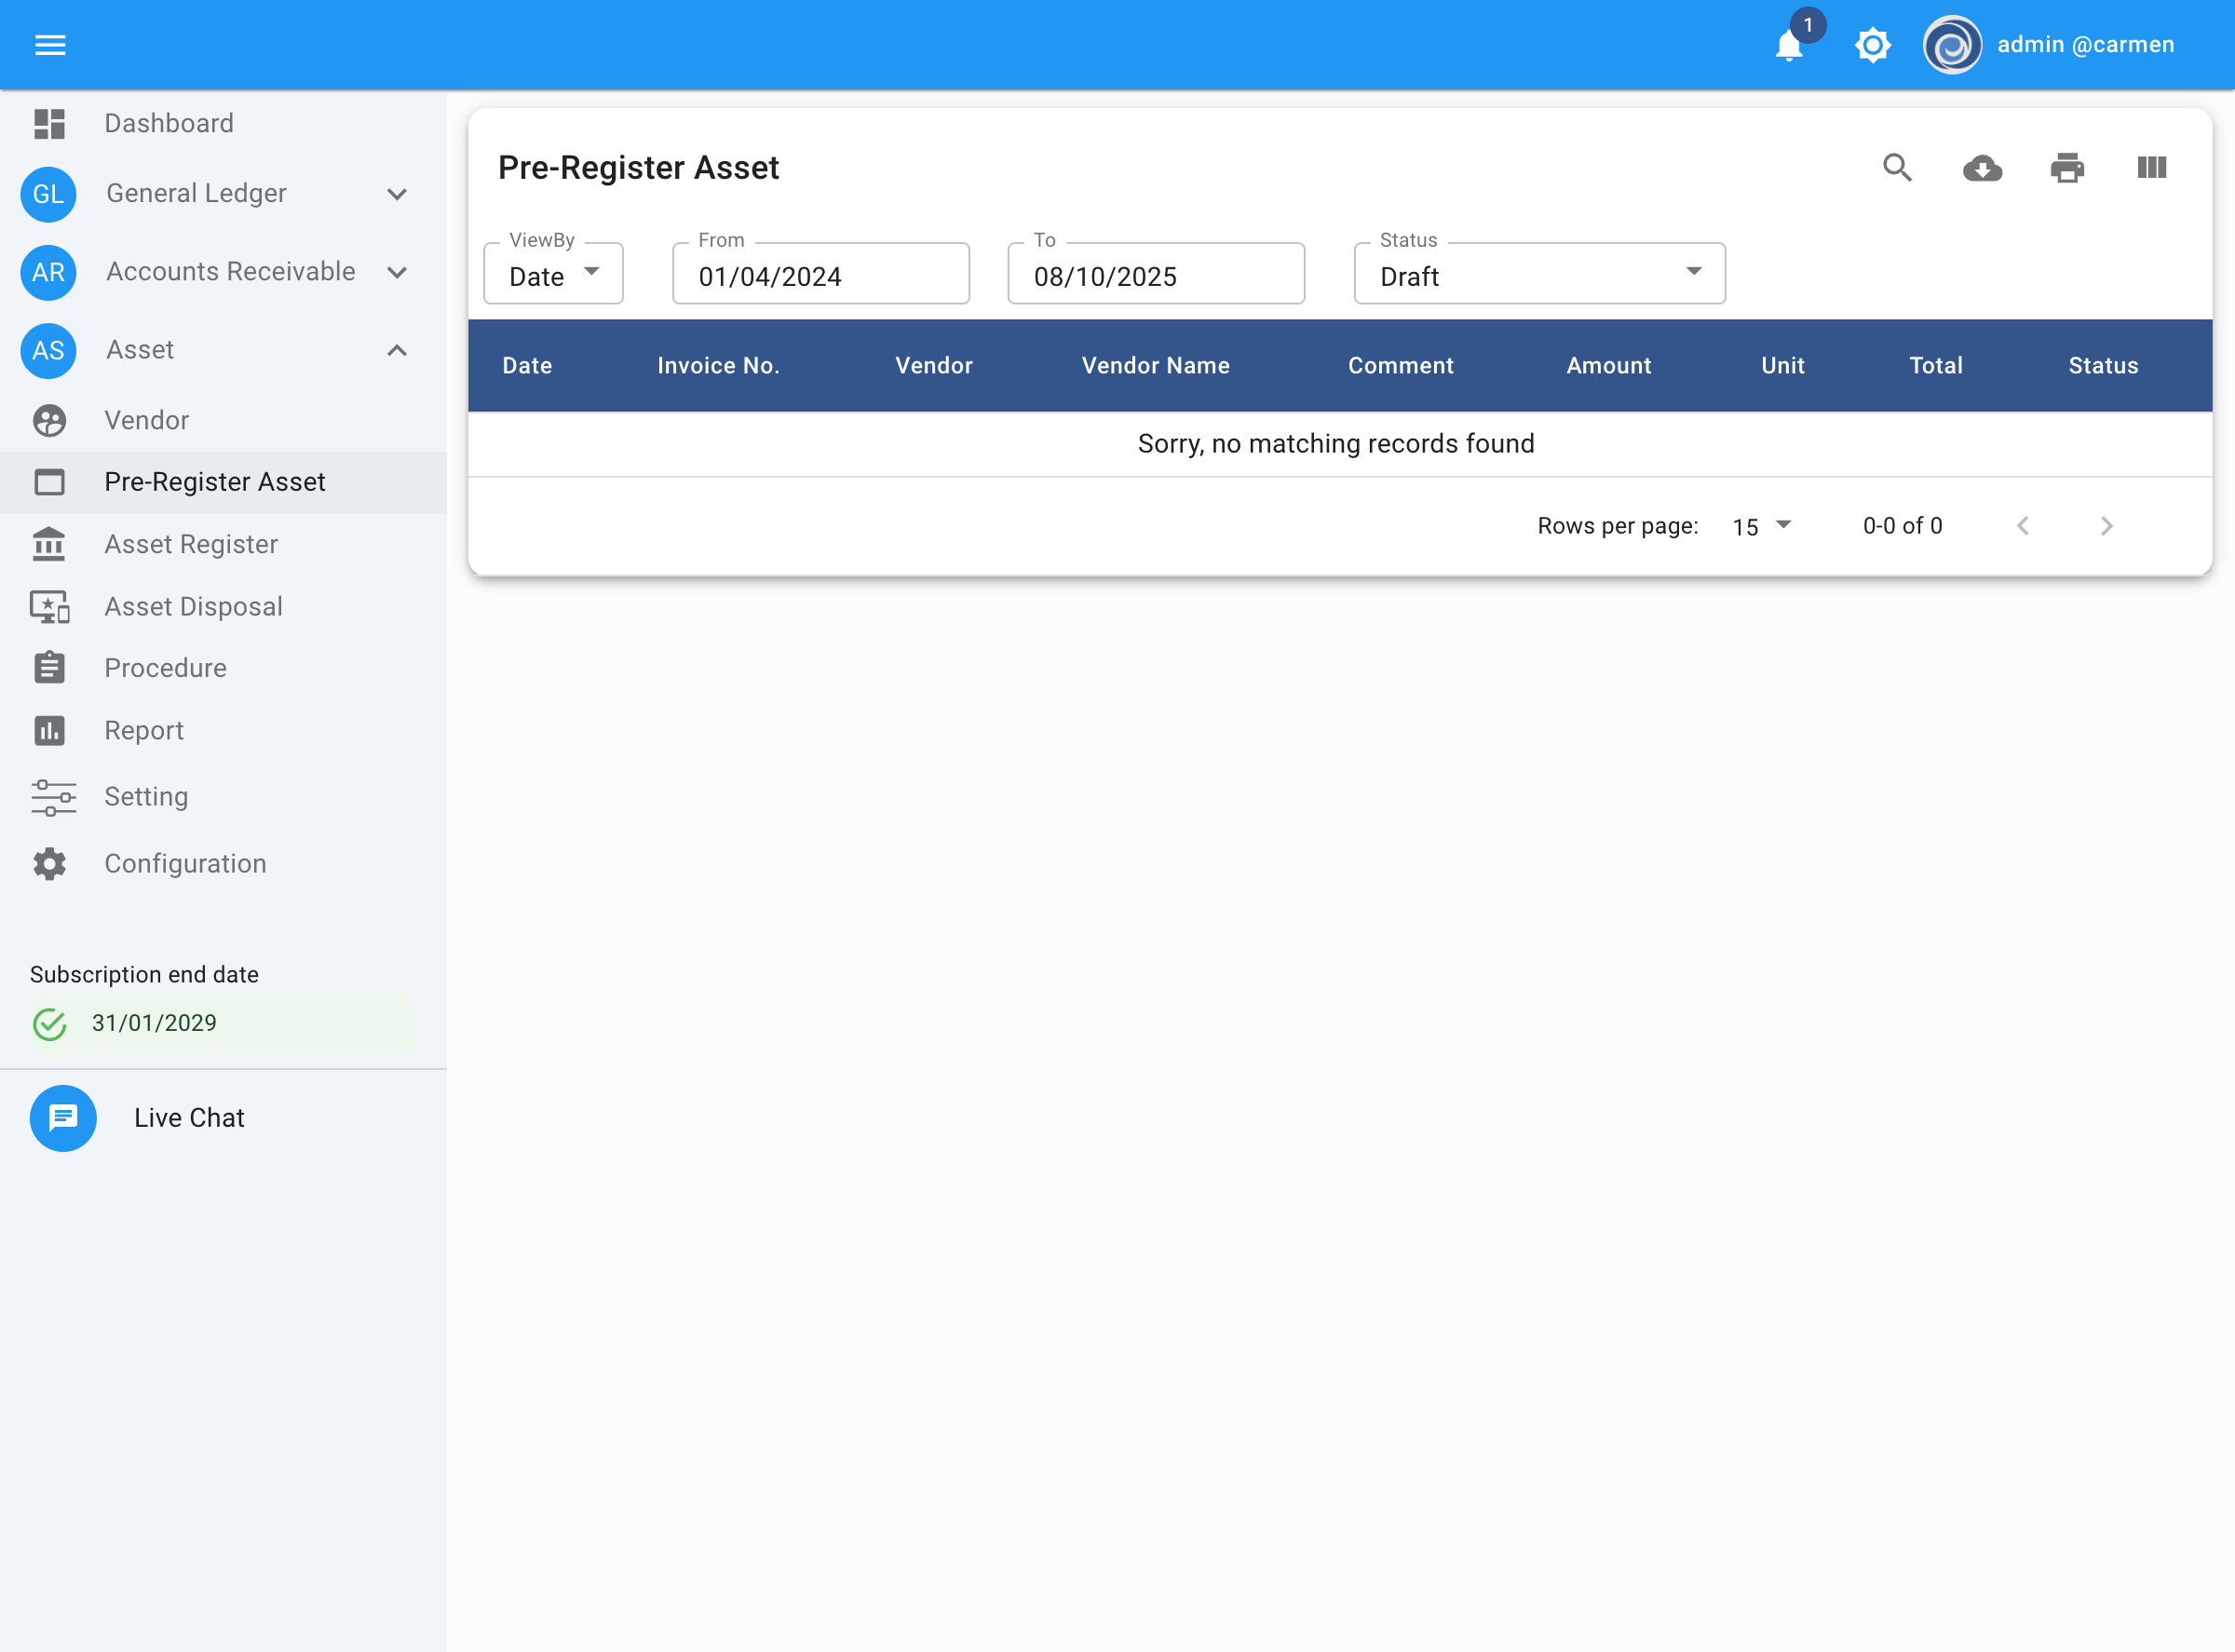 1
admin @carmen
Dashboard
GL General Ledger
AR Accounts Receivable
AS Asset
Vendor
Pre-Register Asset
Asset Register
Asset Disposal
Procedure
Report
Setting
Configuration
Subscription end date
31/01/2029
Live Chat
Pre-Register Asset
ViewBy From To Status
Date 01/04/2024 08/10/2025 Draft
Date Invoice No. Vendor Vendor Name Comment Amount Unit Total Status
Sorry, no matching records found
Rows per page: 15 0-0 of 0